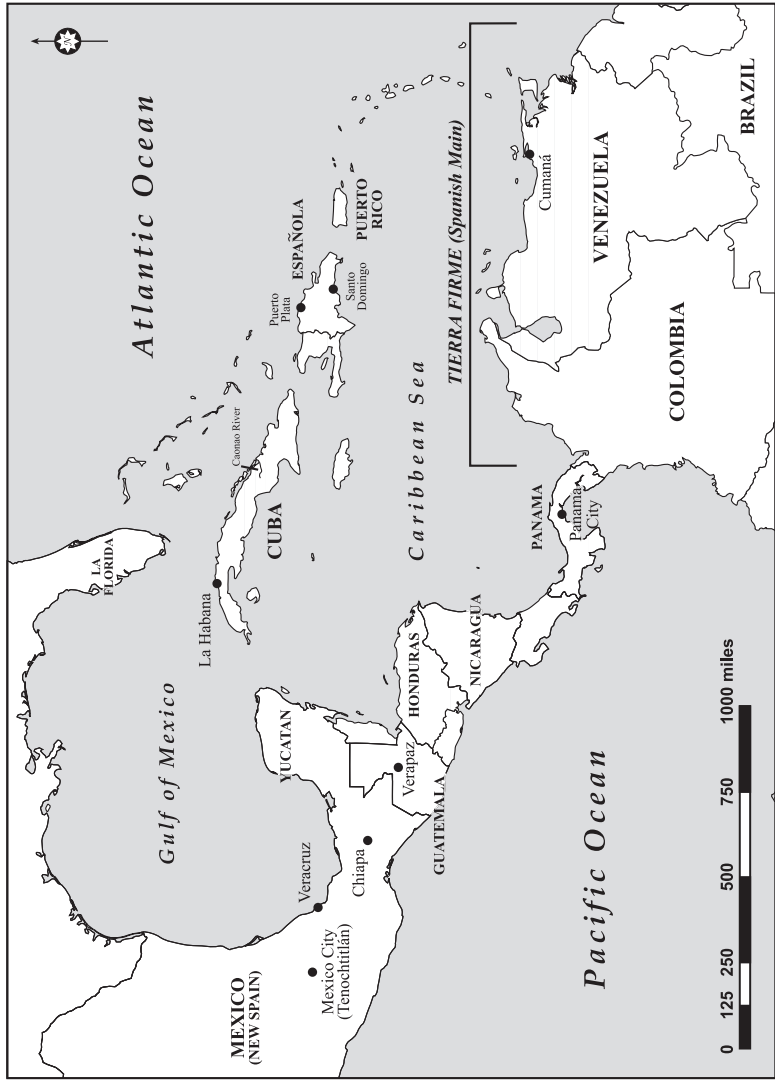 N
Atlantic Ocean
LA
FLORIDA
Gulf of Mexico
La Habana
Caonao River
CUBA
Puerto
Plata
ESPAÑOLA
Santo
Domingo
PUERTO
RICO
MEXICO
(NEW SPAIN)
Mexico City
(Tenochtitlán)
Veracruz
YUCATAN
Chiapa
Verapaz
GUATEMALA
HONDURAS
NICARAGUA
Caribbean Sea
TIERRA FIRME (Spanish Main)
PANAMA
Panama
City
Cumaná
VENEZUELA
COLOMBIA
BRAZIL
Pacific Ocean
0 125 250 500 750 1000 miles